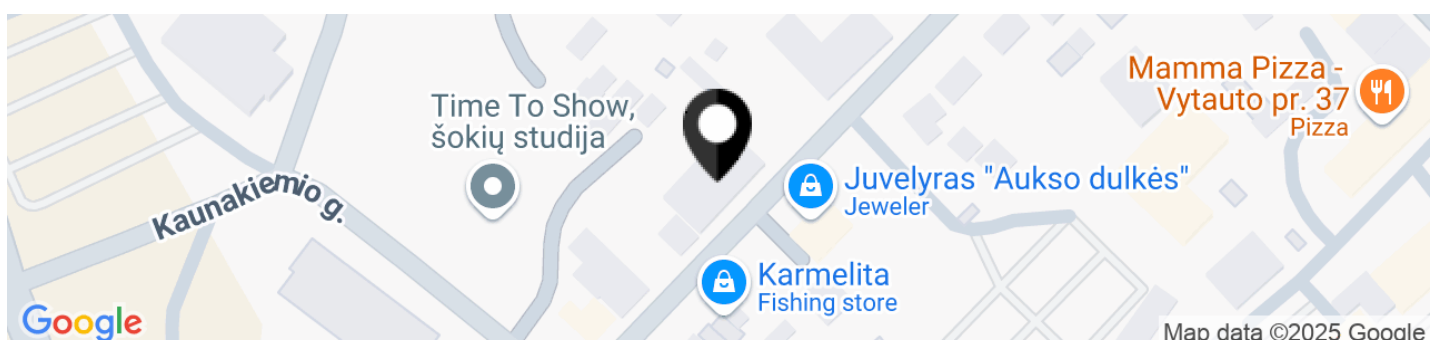 Mamma Pizza -
Vytauto pr. 37
Pizza
Time To Show,
šokių studija
Juvelyras "Aukso dulkės"
Jeweler
Kaunakiemio g.
Karmelita
Fishing store
Google
Map data ©2025 Google